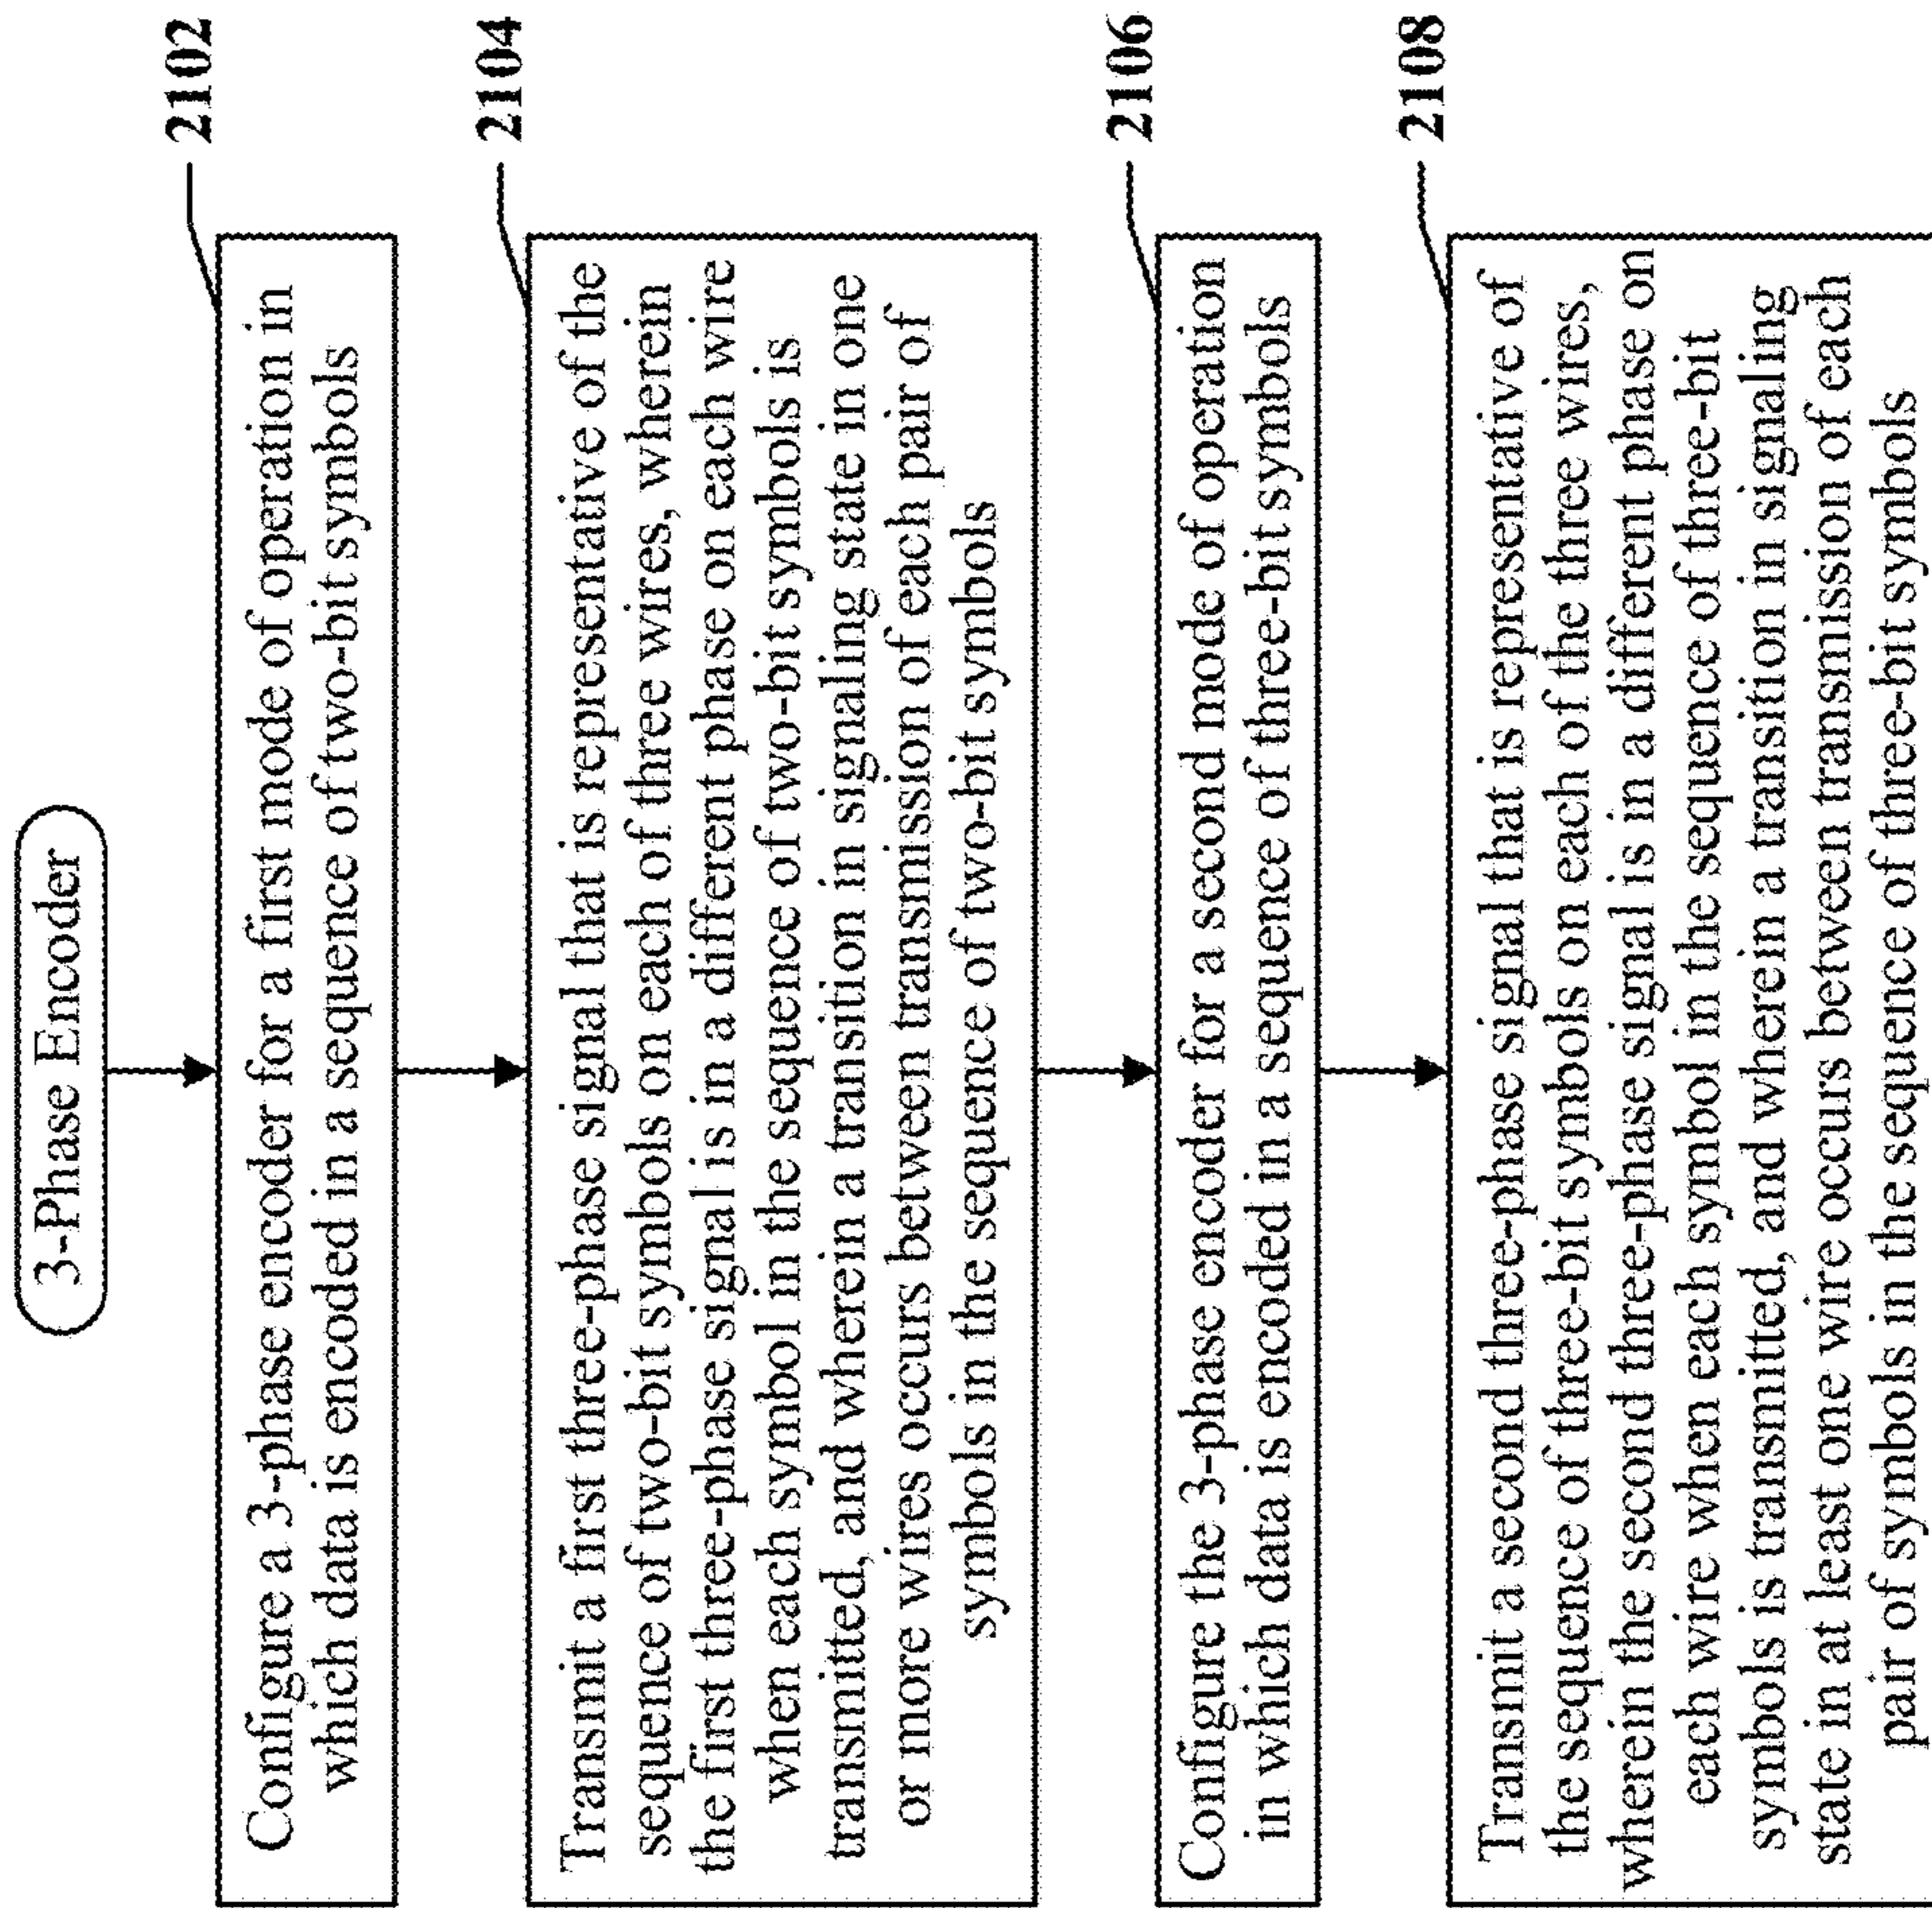 3-Phase Encoder
2102
Configure a 3-phase encoder for a first mode of operation in
which data is encoded in a sequence of two-bit symbols
2104
Transmit a first three-phase signal that is representative of the
sequence of two-bit symbols on each of three wires, wherein
the first three-phase signal is in a different phase on each wire
when each symbol in the sequence of two-bit symbols is
transmitted, and wherein a transition in signaling state in one
or more wires occurs between transmission of each pair of
symbols in the sequence of two-bit symbols
2106
Configure the 3-phase encoder for a second mode of operation
in which data is encoded in a sequence of three-bit symbols
2108
Transmit a second three-phase signal that is representative of
the sequence of three-bit symbols on each of the three wires,
wherein the second three-phase signal is in a different phase on
each wire when each symbol in the sequence of three-bit
symbols is transmitted, and wherein a transition in signaling
state in at least one wire occurs between transmission of each
pair of symbols in the sequence of three-bit symbols